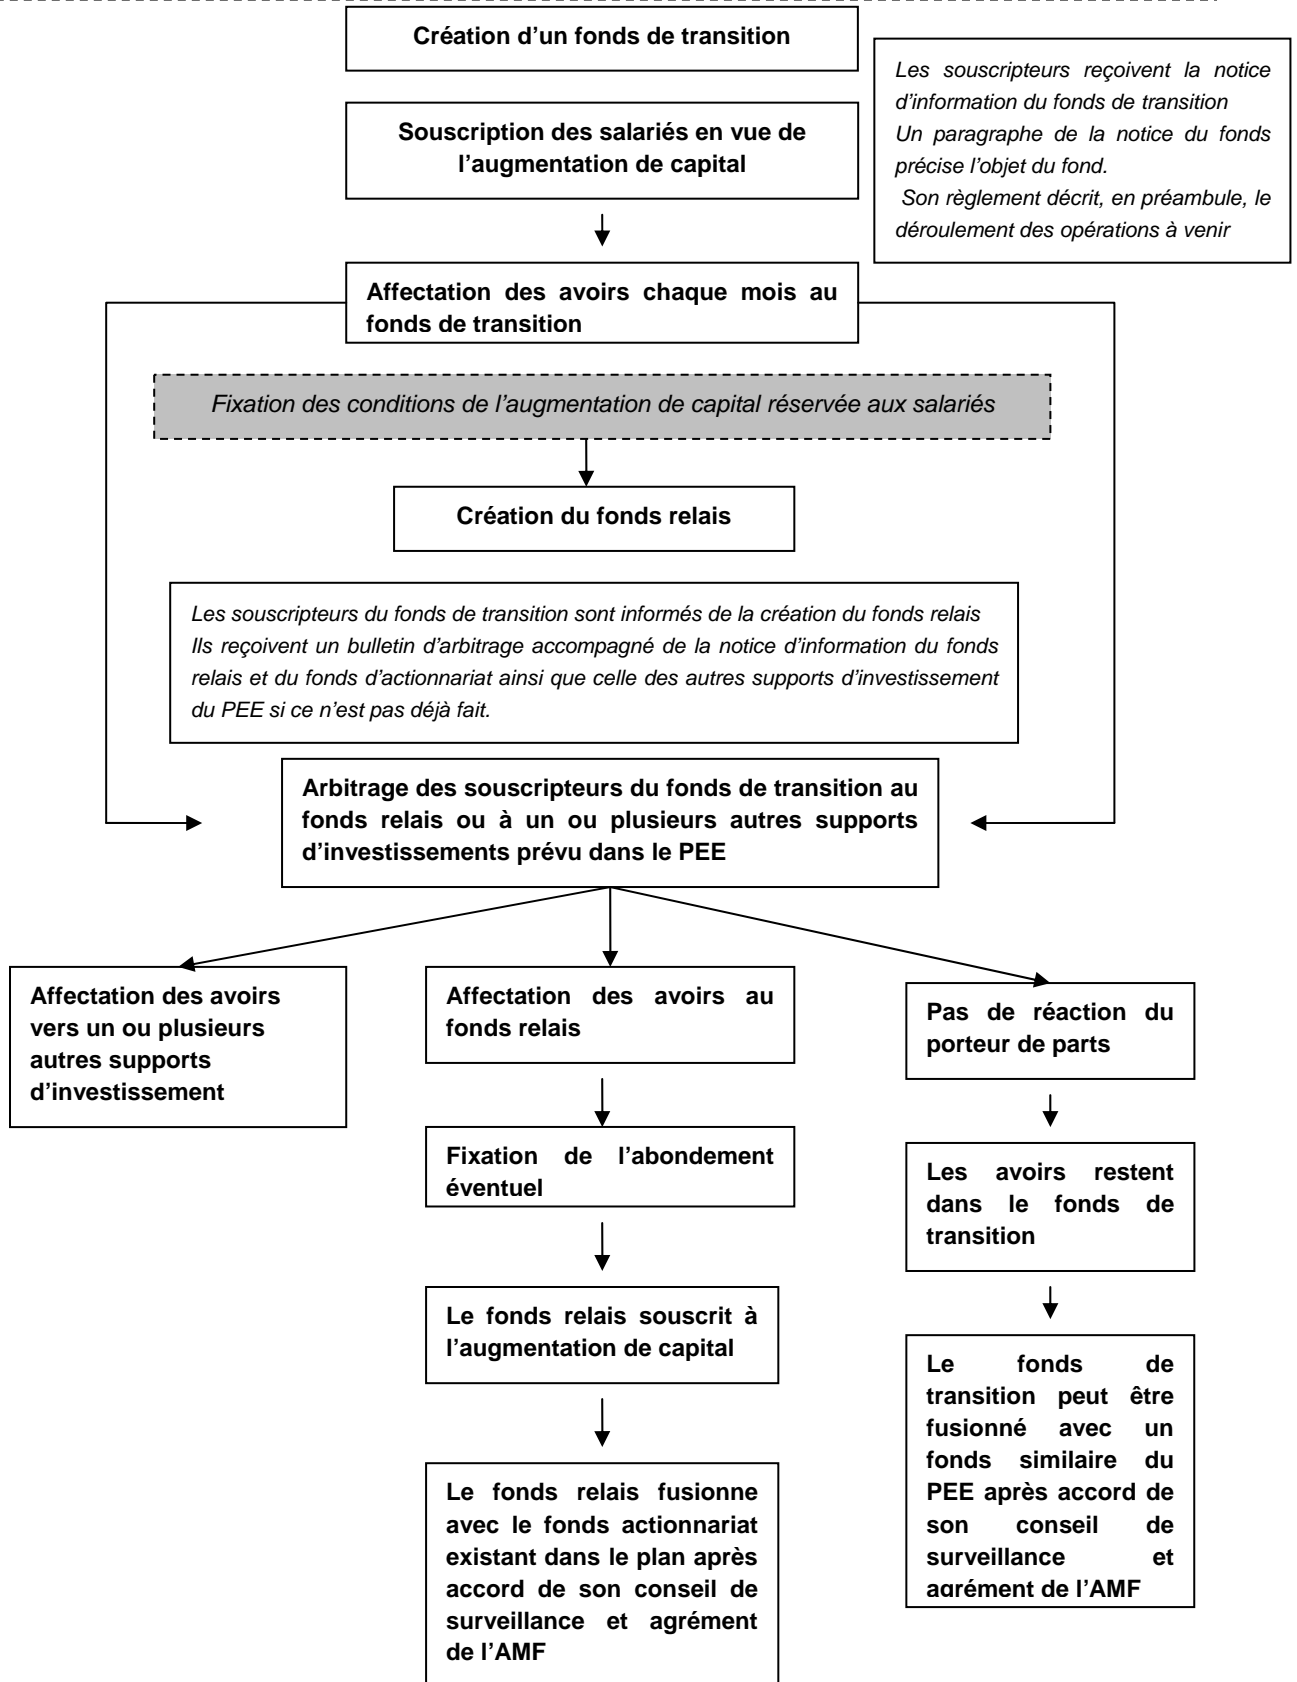 Création d’un fonds de transition
Les souscripteurs reçoivent la notice
d’information du fonds de transition
Un paragraphe de la notice du fonds
précise l’objet du fond.
Son règlement décrit, en préambule, le
déroulement des opérations à venir
Souscription des salariés en vue de
l’augmentation de capital
Affectation des avoirs chaque mois au
fonds de transition
Fixation des conditions de l’augmentation de capital réservée aux salariés
Création du fonds relais
Les souscripteurs du fonds de transition sont informés de la création du fonds relais
Ils reçoivent un bulletin d’arbitrage accompagné de la notice d’information du fonds
relais et du fonds d’actionnariat ainsi que celle des autres supports d’investissement
du PEE si ce n’est pas déjà fait.
Arbitrage des souscripteurs du fonds de transition au
fonds relais ou à un ou plusieurs autres supports
d’investissements prévu dans le PEE
Affectation des avoirs
vers un ou plusieurs
autres supports
d’investissement
Affectation des avoirs au
fonds relais
Fixation de l’abondement
éventuel
Le fonds relais souscrit à
l’augmentation de capital
Le fonds relais fusionne
avec le fonds actionnariat
existant dans le plan après
accord de son conseil de
surveillance et agrément
de l’AMF
Pas de réaction du
porteur de parts
Les avoirs restent
dans le fonds de
transition
Le fonds de
transition peut être
fusionné avec un
fonds similaire du
PEE après accord de
son conseil de
surveillance et
agrément de l’AMF